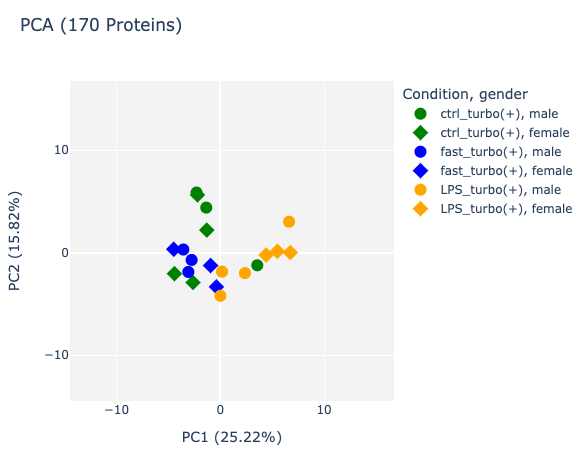 PCA (170 Proteins)
Condition, gender
ctrl_turbo(+), male
ctrl_turbo(+), female
fast_turbo(+), male
fast_turbo(+), female
LPS_turbo(+), male
LPS_turbo(+), female
PC2 (15.82%)
10
0
−10
−10
0
10
PC1 (25.22%)